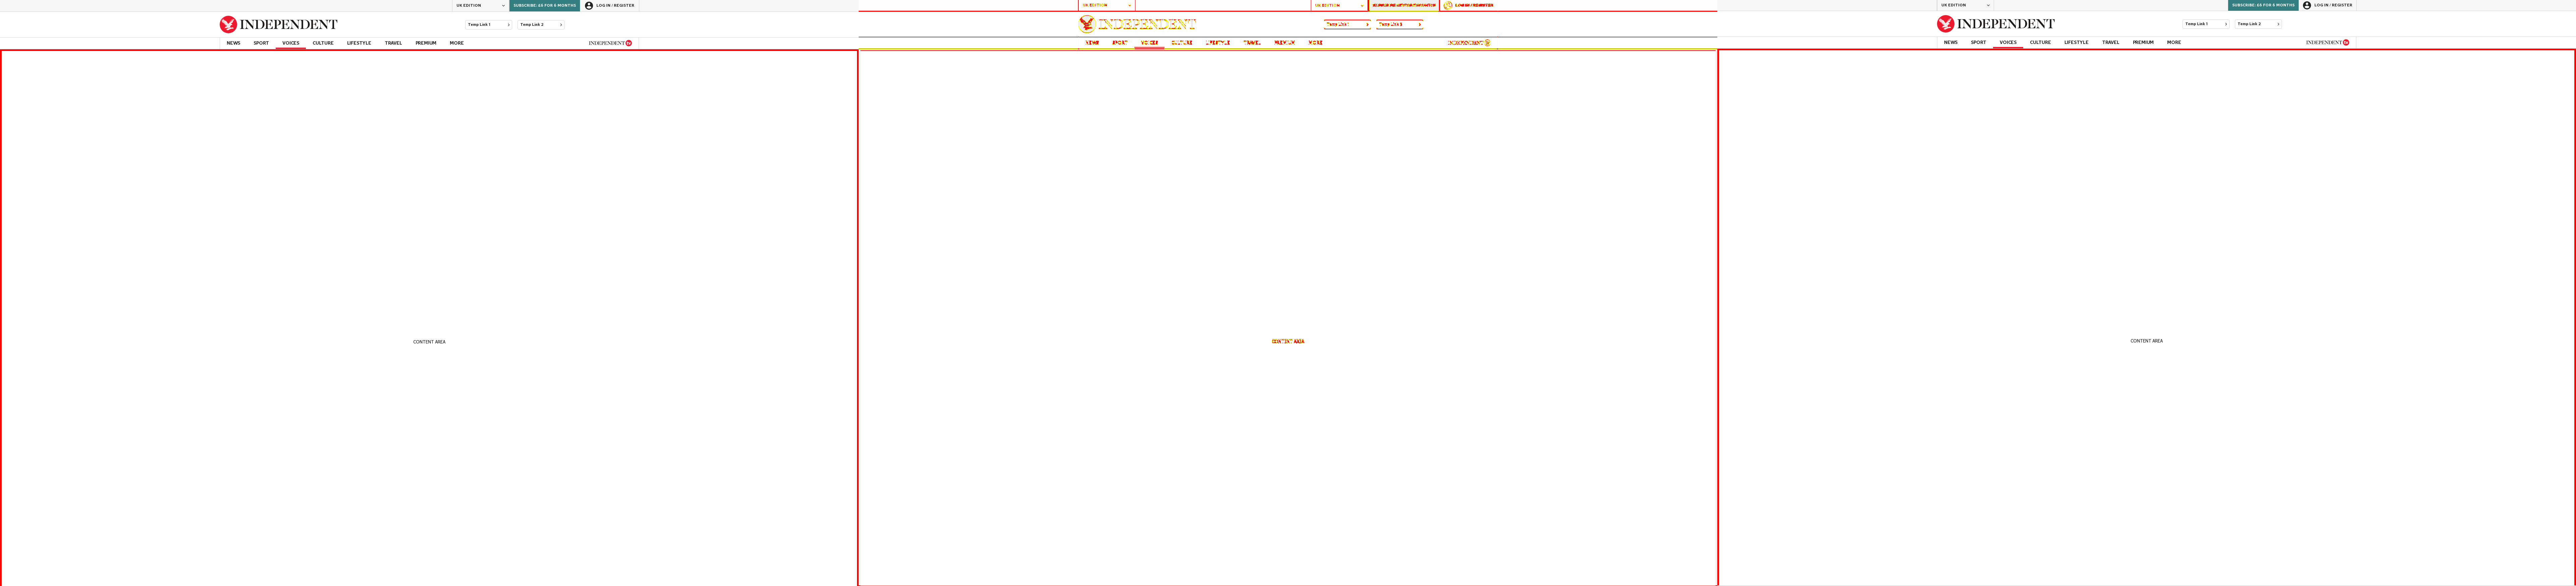 UK EDITION SUBSCRIBE: £6 FOR 6 MONTHS LOG IN / REGISTER
INDEPENDENT Temp Link 1 Temp Link 2
NEWS SPORT VOICES CULTURE LIFESTYLE TRAVEL PREMIUM MORE INDEPENDENT tv
CONTENT AREA
UK EDITION UK EDITION LOG IN / REGISTER
INDEPENDENT Temp Link Temp Link
NEWS SPORT VOICES CULTURE LIFESTYLE TRAVEL PREMIUM MORE INDEPENDENT
CONTENT AREA
UK EDITION SUBSCRIBE: £6 FOR 6 MONTHS LOG IN / REGISTER
INDEPENDENT Temp Link 1 Temp Link 2
NEWS SPORT VOICES CULTURE LIFESTYLE TRAVEL PREMIUM MORE INDEPENDENT tv
CONTENT AREA